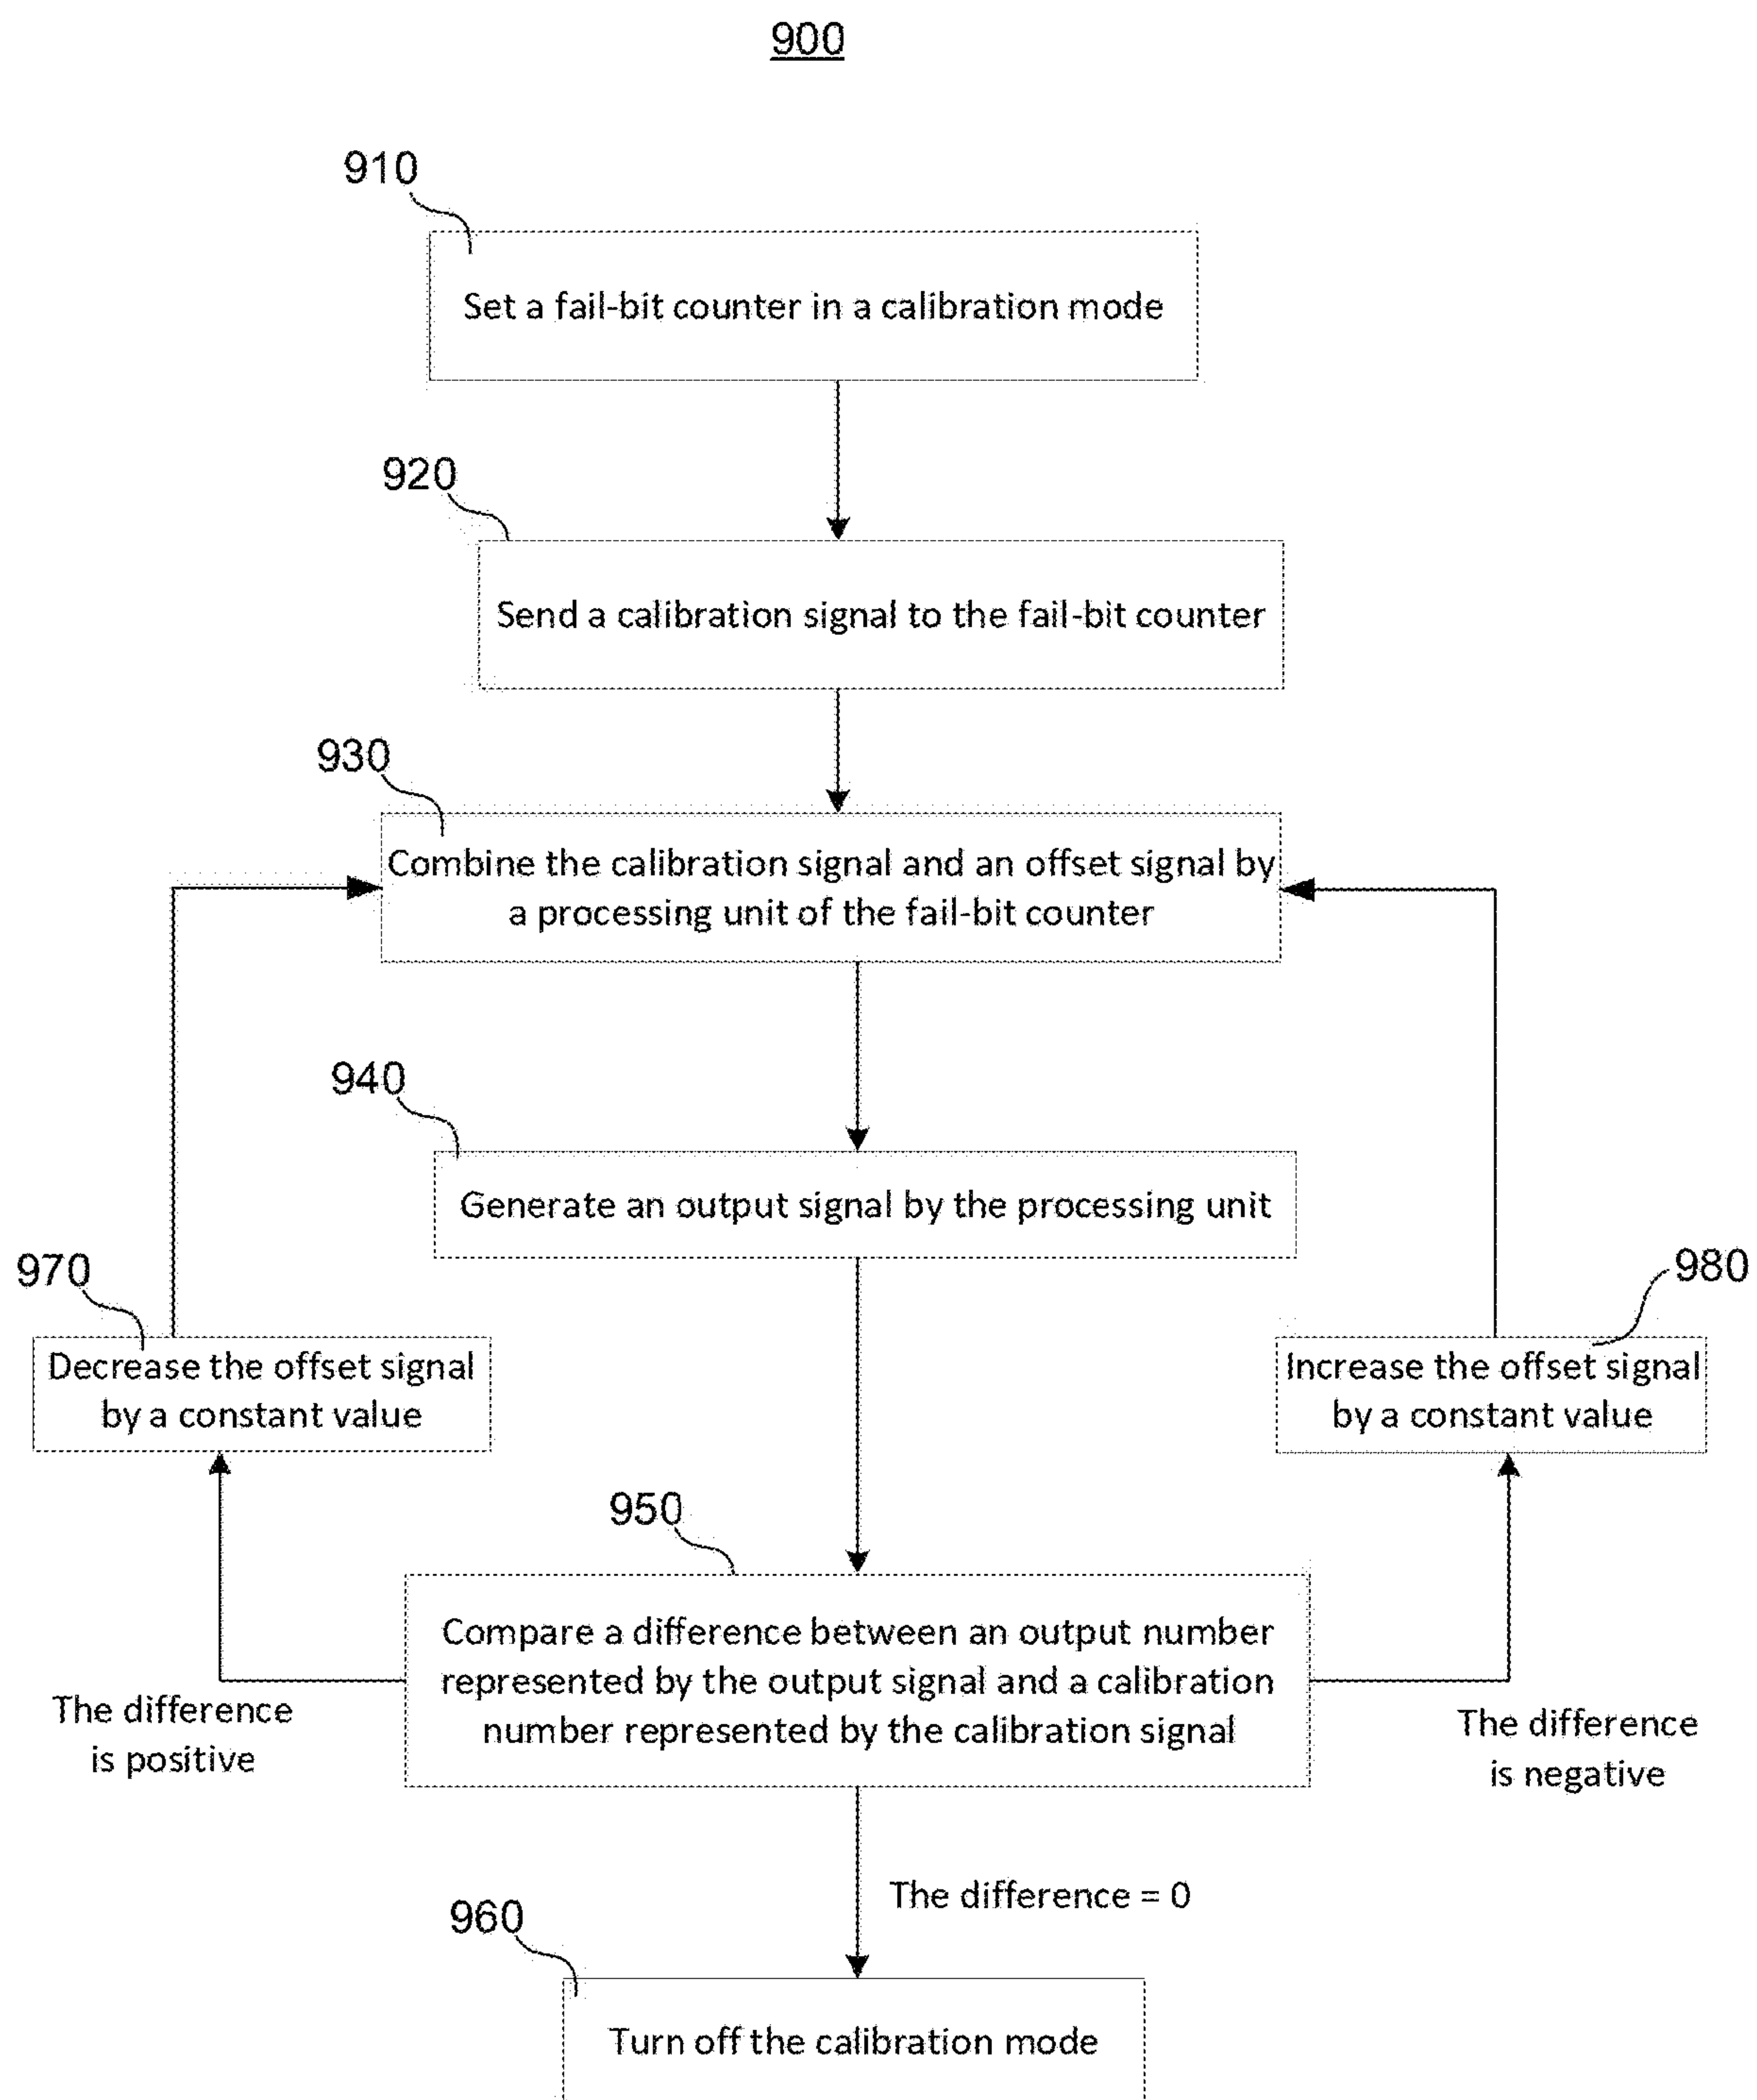 900
910
Set a fail-bit counter in a calibration mode
920
Send a calibration signal to the fail-bit counter
930
Combine the calibration signal and an offset signal by
a processing unit of the fail-bit counter
940
Generate an output signal by the processing unit
970
Decrease the offset signal
by a constant value
980
Increase the offset signal
by a constant value
950
Compare a difference between an output number
represented by the output signal and a calibration
number represented by the calibration signal
The difference
is positive
The difference
is negative
The difference = 0
960
Turn off the calibration mode